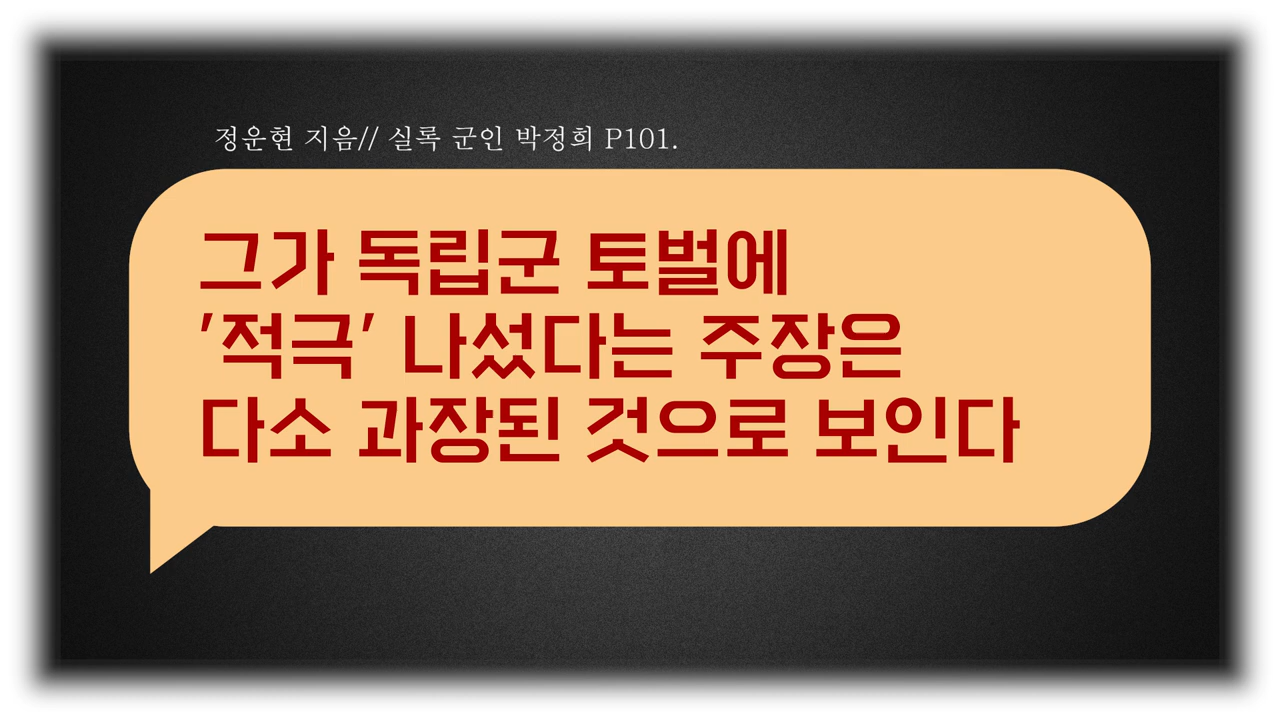 정운현 지음// 실록 군인 박정희 P101.
그가 독립군 토벌에
'적극' 나섰다는 주장은
다소 과장된 것으로 보인다